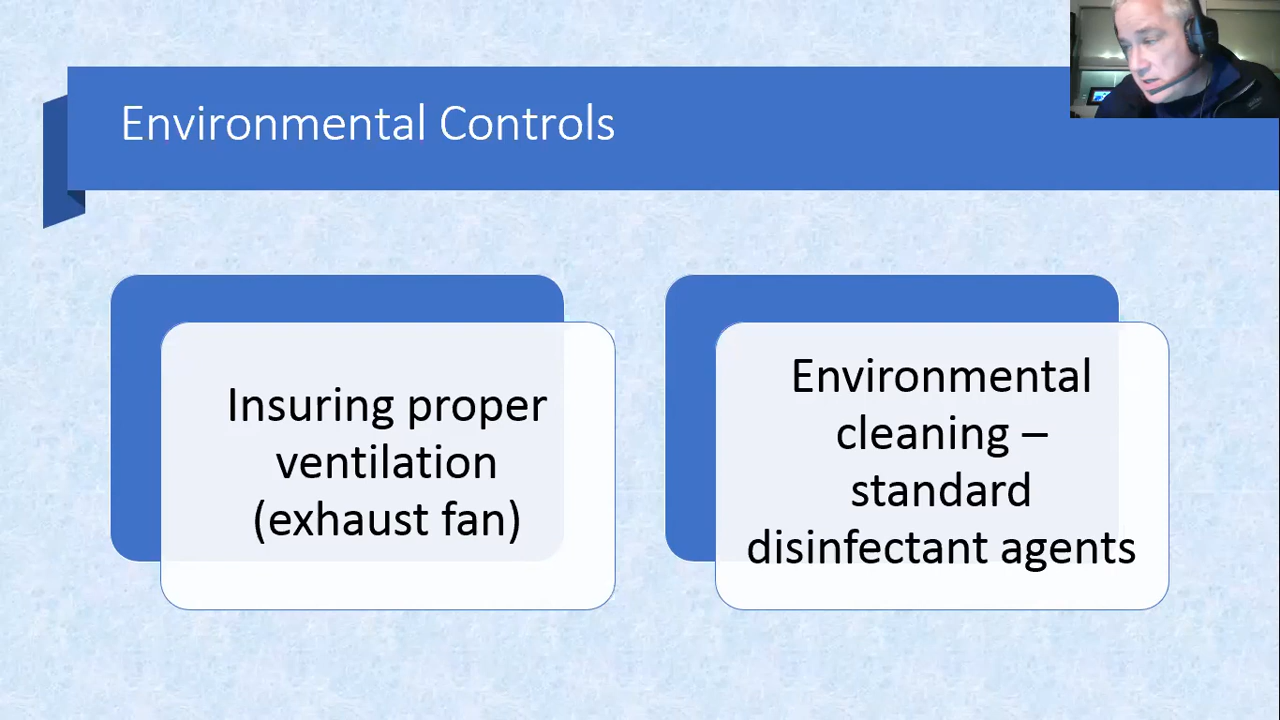 Environmental Controls
Insuring proper
ventilation
(exhaust fan)
Environmental
cleaning –
standard
disinfectant agents